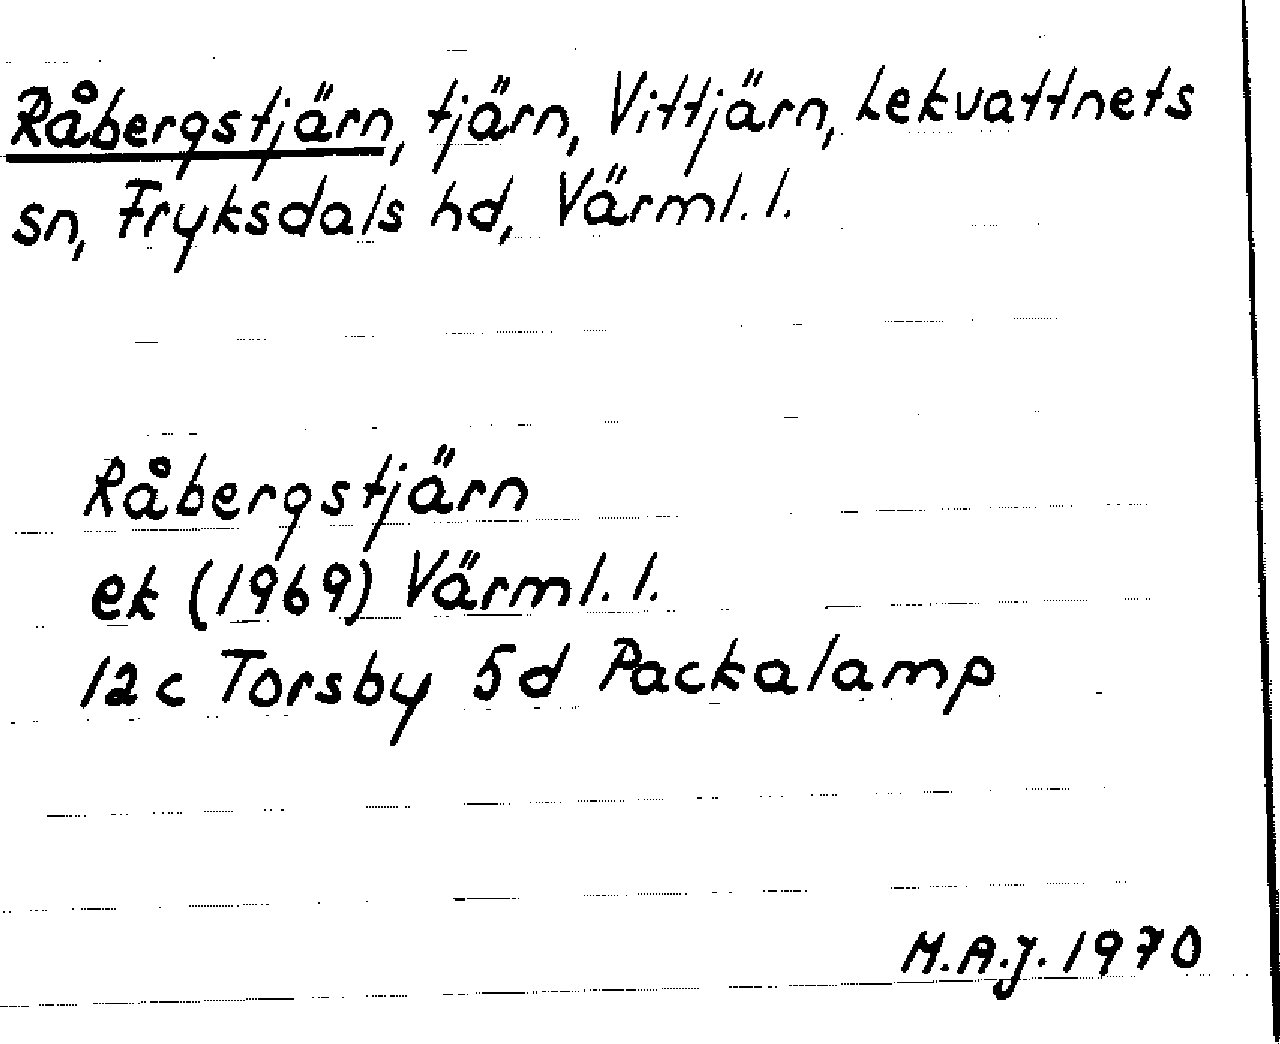 Råbergstjärn, tjärn, Vittjärn, Lekvattnets
sn, Fryksdals hd, Värml. l.
Råbergstjärn
ek (1969) Värml. l.
12c Torsby 5d Packalamp
M.A.J. 1970